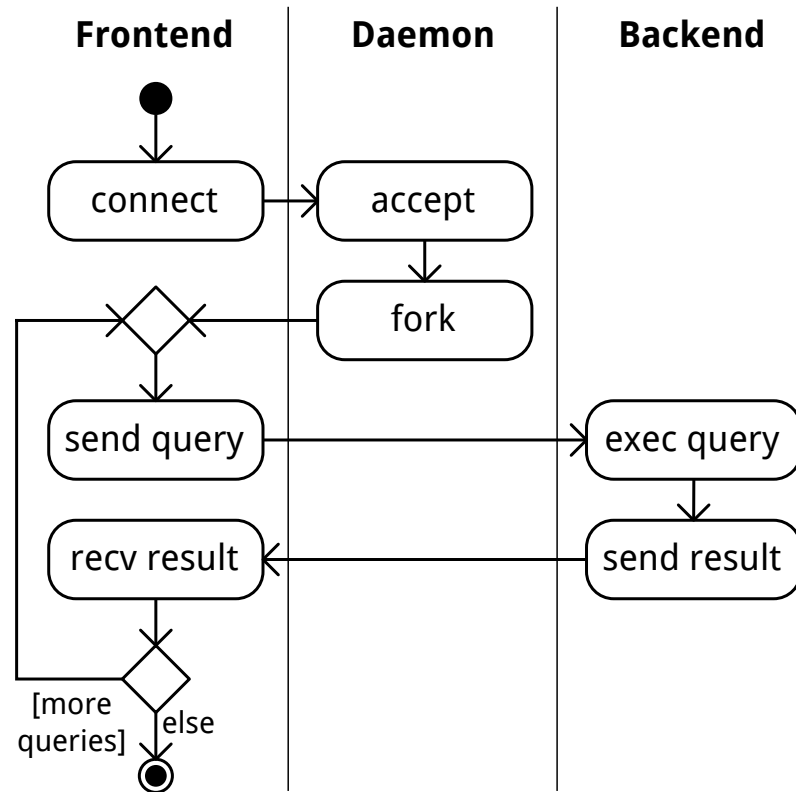 Frontend
Daemon
Backend
connect
accept
fork
send query
exec query
recv result
send result
[more
queries]
else